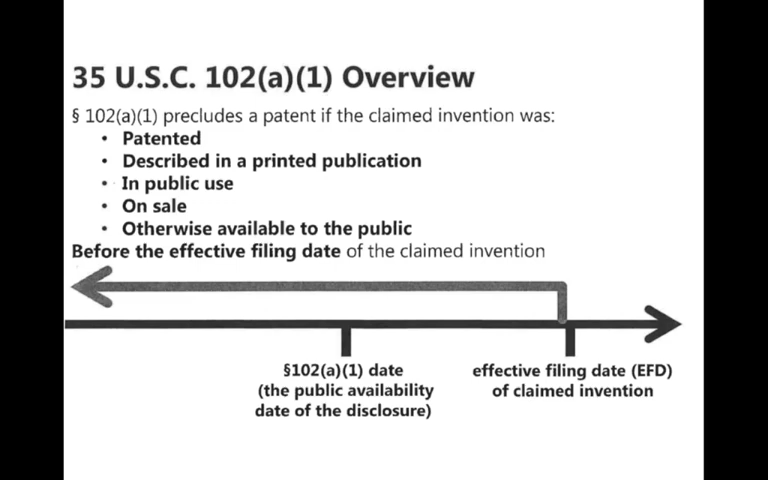 35 U.S.C. 102(a)(1) Overview
§ 102(a)(1) precludes a patent if the claimed invention was:
• Patented
• Described in a printed publication
• In public use
• On sale
• Otherwise available to the public
Before the effective filing date of the claimed invention
§102(a)(1) date
(the public availability
date of the disclosure)
effective filing date (EFD)
of claimed invention